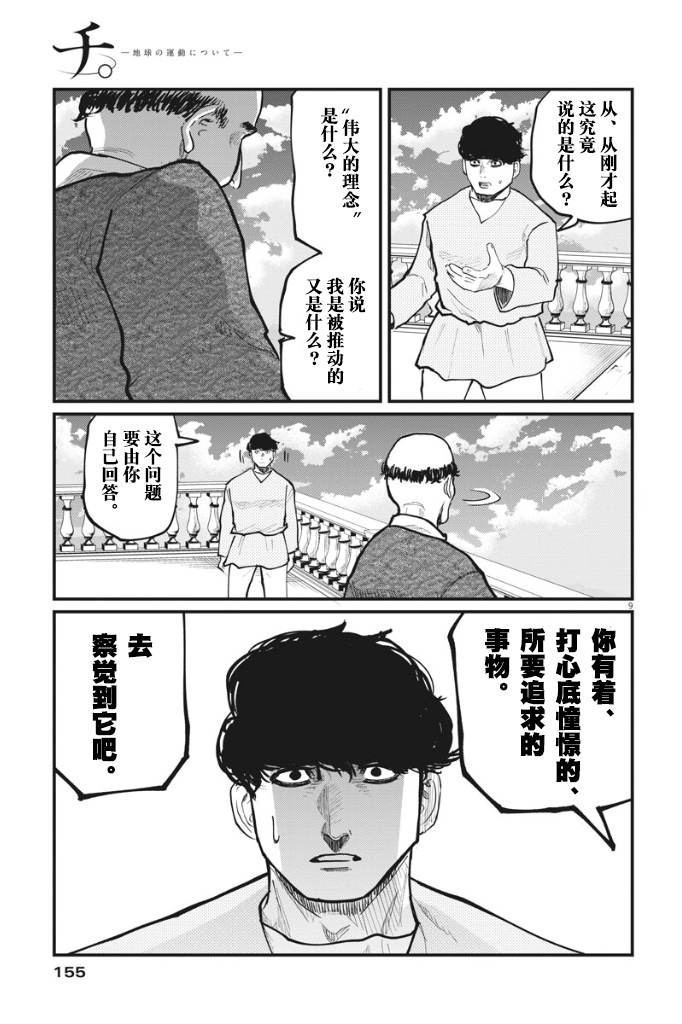 チ。
—地球の運動について—
从、从刚才起
这究竟
说的是什么？
“伟大的理念”
是什么？
你说
我是被推动的
又是什么？
这个问题
要由你
自己回答。
9
你有着、
打心底憧憬的、
所要追求的
事物。
去
察觉到它吧。
155